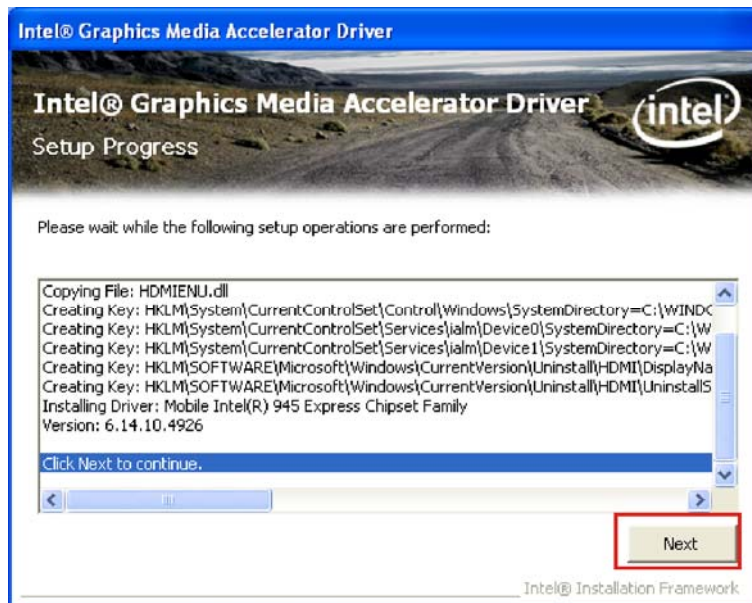 Intel® Graphics Media Accelerator Driver
Intel® Graphics Media Accelerator Driver
intel
Setup Progress
Please wait while the following setup operations are performed:
Copying File: HDMIENU.dll
Creating Key: HKLM\System\CurrentControlSet\Control\Windows\SystemDirectory=C:\WIND
Creating Key: HKLM\System\CurrentControlSet\Services\ialm\Device0\SystemDirectory=C:\W
Creating Key: HKLM\System\CurrentControlSet\Services\ialm\Device1\SystemDirectory=C:\W
Creating Key: HKLM\SOFTWARE\Microsoft\Windows\CurrentVersion\Uninstall\HDMI\DisplayNa
Creating Key: HKLM\SOFTWARE\Microsoft\Windows\CurrentVersion\Uninstall\HDMI\UninstallS
Installing Driver: Mobile Intel(R) 945 Express Chipset Family
Version: 6.14.10.4926
Click Next to continue.
Next
Intel® Installation Framework